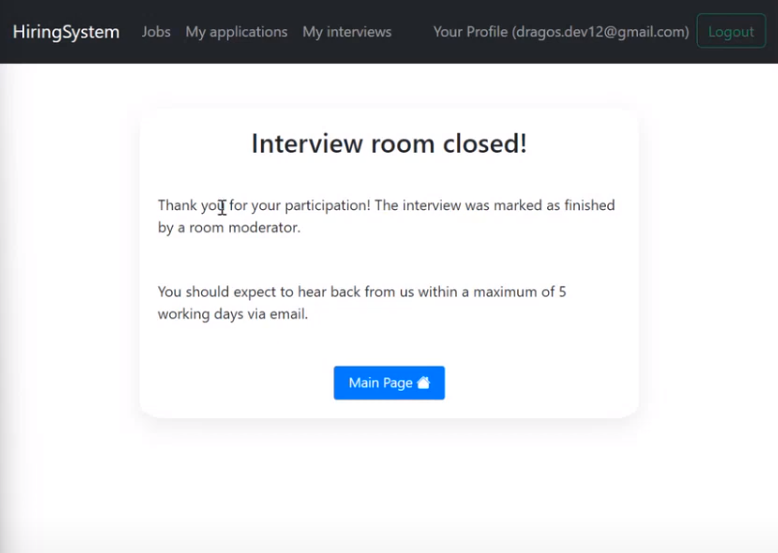 HiringSystem Jobs My applications My interviews Your Profile (dragos.dev12@gmail.com) Logout
Interview room closed!
Thank you for your participation! The interview was marked as finished
by a room moderator.
You should expect to hear back from us within a maximum of 5
working days via email.
Main Page